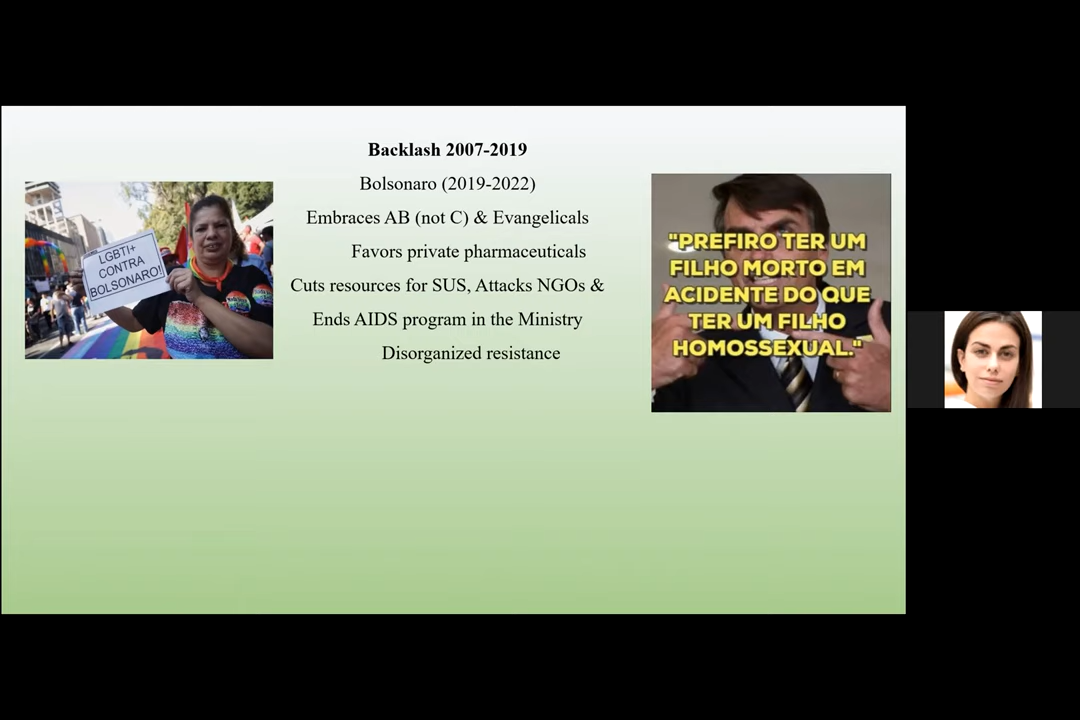 Backlash 2007-2019
Bolsonaro (2019-2022)
Embraces AB (not C) & Evangelicals
Favors private pharmaceuticals
Cuts resources for SUS, Attacks NGOs &
Ends AIDS program in the Ministry
Disorganized resistance
LGBTI+
CONTRA
BOLSONARO!
"PREFIRO TER UM
FILHO MORTO EM
ACIDENTE DO QUE
TER UM FILHO
HOMOSSEXUAL."